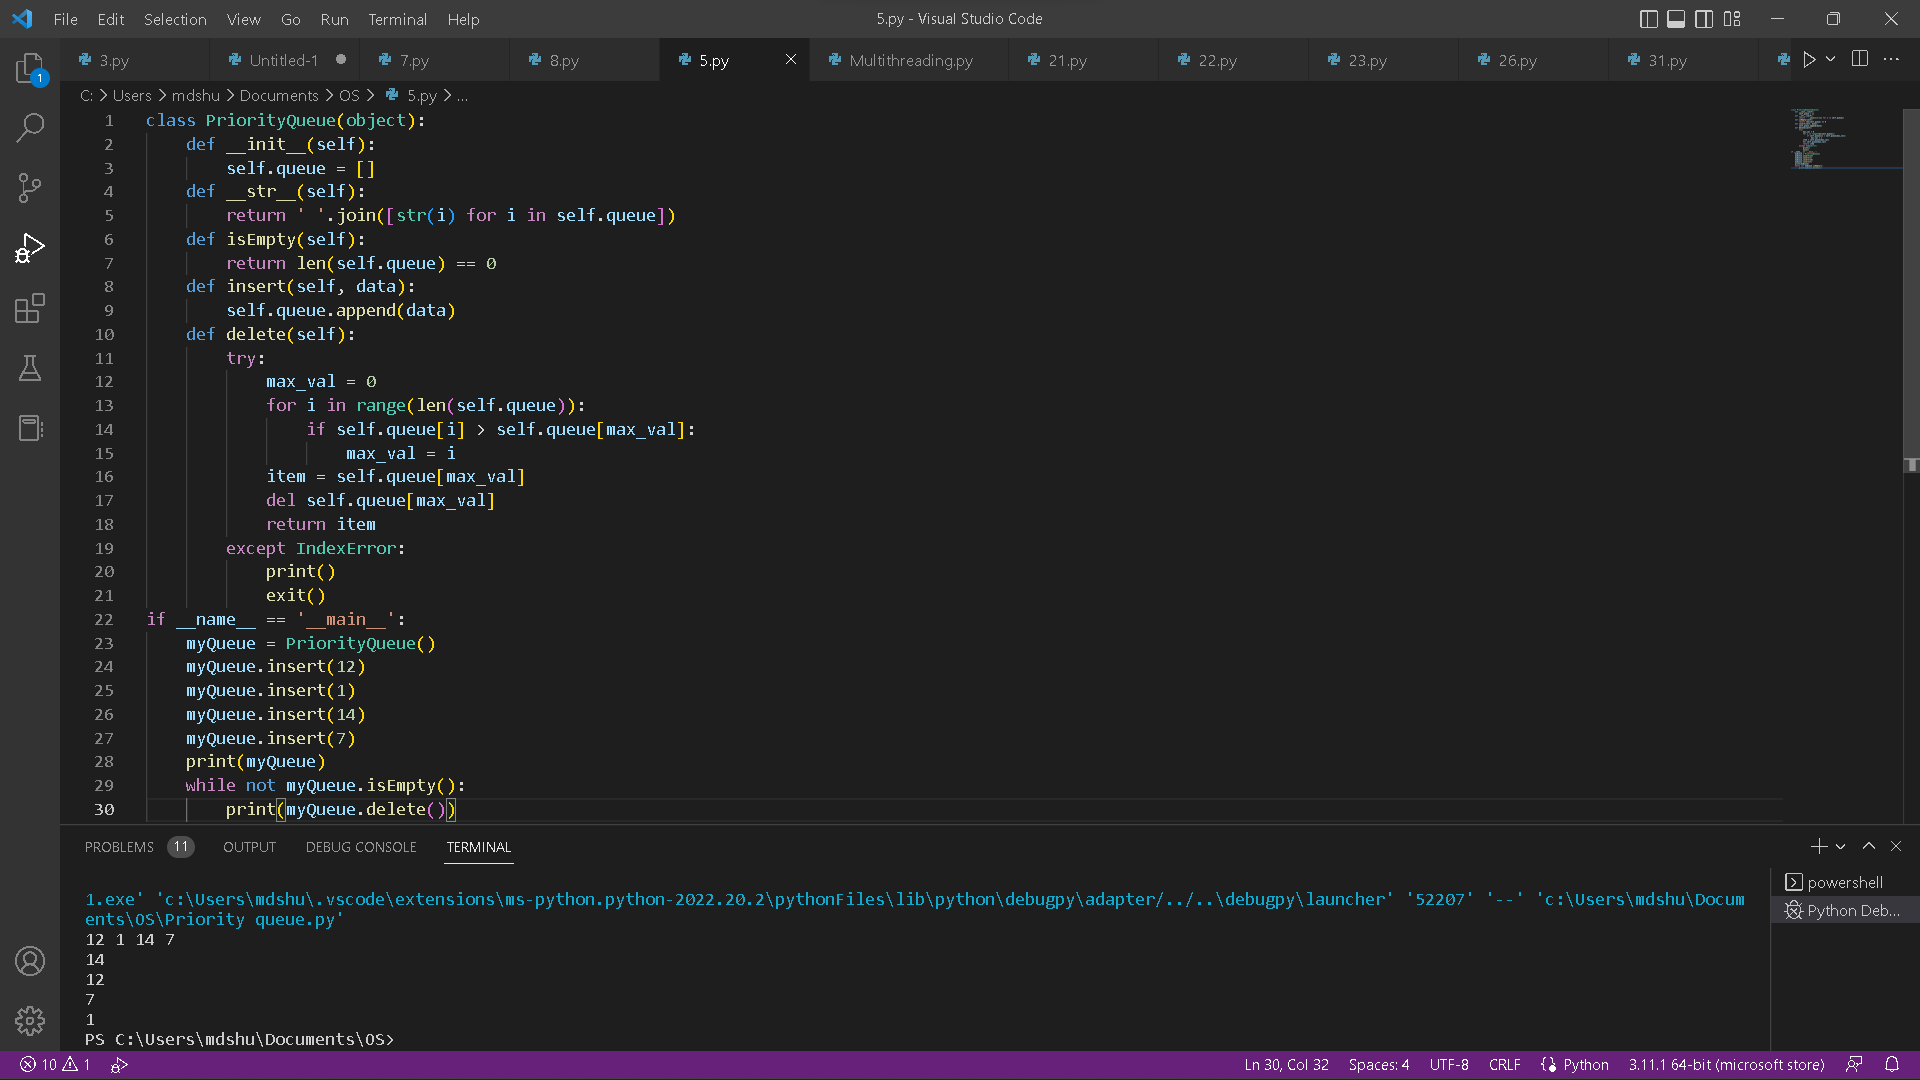 File Edit Selection View Go Run Terminal Help
5.py - Visual Studio Code
3.py Untitled-1 7.py 8.py 5.py Multithreading.py 21.py 22.py 23.py 26.py 31.py
C: > Users > mdshu > Documents > OS > 5.py > ...
1
1 class PriorityQueue(object):
2 def __init__(self):
3 self.queue = []
4 def __str__(self):
5 return ' '.join([str(i) for i in self.queue])
6 def isEmpty(self):
7 return len(self.queue) == 0
8 def insert(self, data):
9 self.queue.append(data)
10 def delete(self):
11 try:
12 max_val = 0
13 for i in range(len(self.queue)):
14 if self.queue[i] > self.queue[max_val]:
15 max_val = i
16 item = self.queue[max_val]
17 del self.queue[max_val]
18 return item
19 except IndexError:
20 print()
21 exit()
22 if __name__ == '__main__':
23 myQueue = PriorityQueue()
24 myQueue.insert(12)
25 myQueue.insert(1)
26 myQueue.insert(14)
27 myQueue.insert(7)
28 print(myQueue)
29 while not myQueue.isEmpty():
30 print(myQueue.delete())
PROBLEMS 11 OUTPUT DEBUG CONSOLE TERMINAL
1.exe' 'c:\Users\mdshu\.vscode\extensions\ms-python.python-2022.20.2\pythonFiles\lib\python\debugpy\adapter/../..\debugpy\launcher' '52207' '--' 'c:\Users\mdshu\Docum
ents\OS\Priority queue.py'
12 1 14 7
14
12
7
1
PS C:\Users\mdshu\Documents\OS>
powershell
Python Deb...
10 1
Ln 30, Col 32 Spaces: 4 UTF-8 CRLF Python 3.11.1 64-bit (microsoft store)